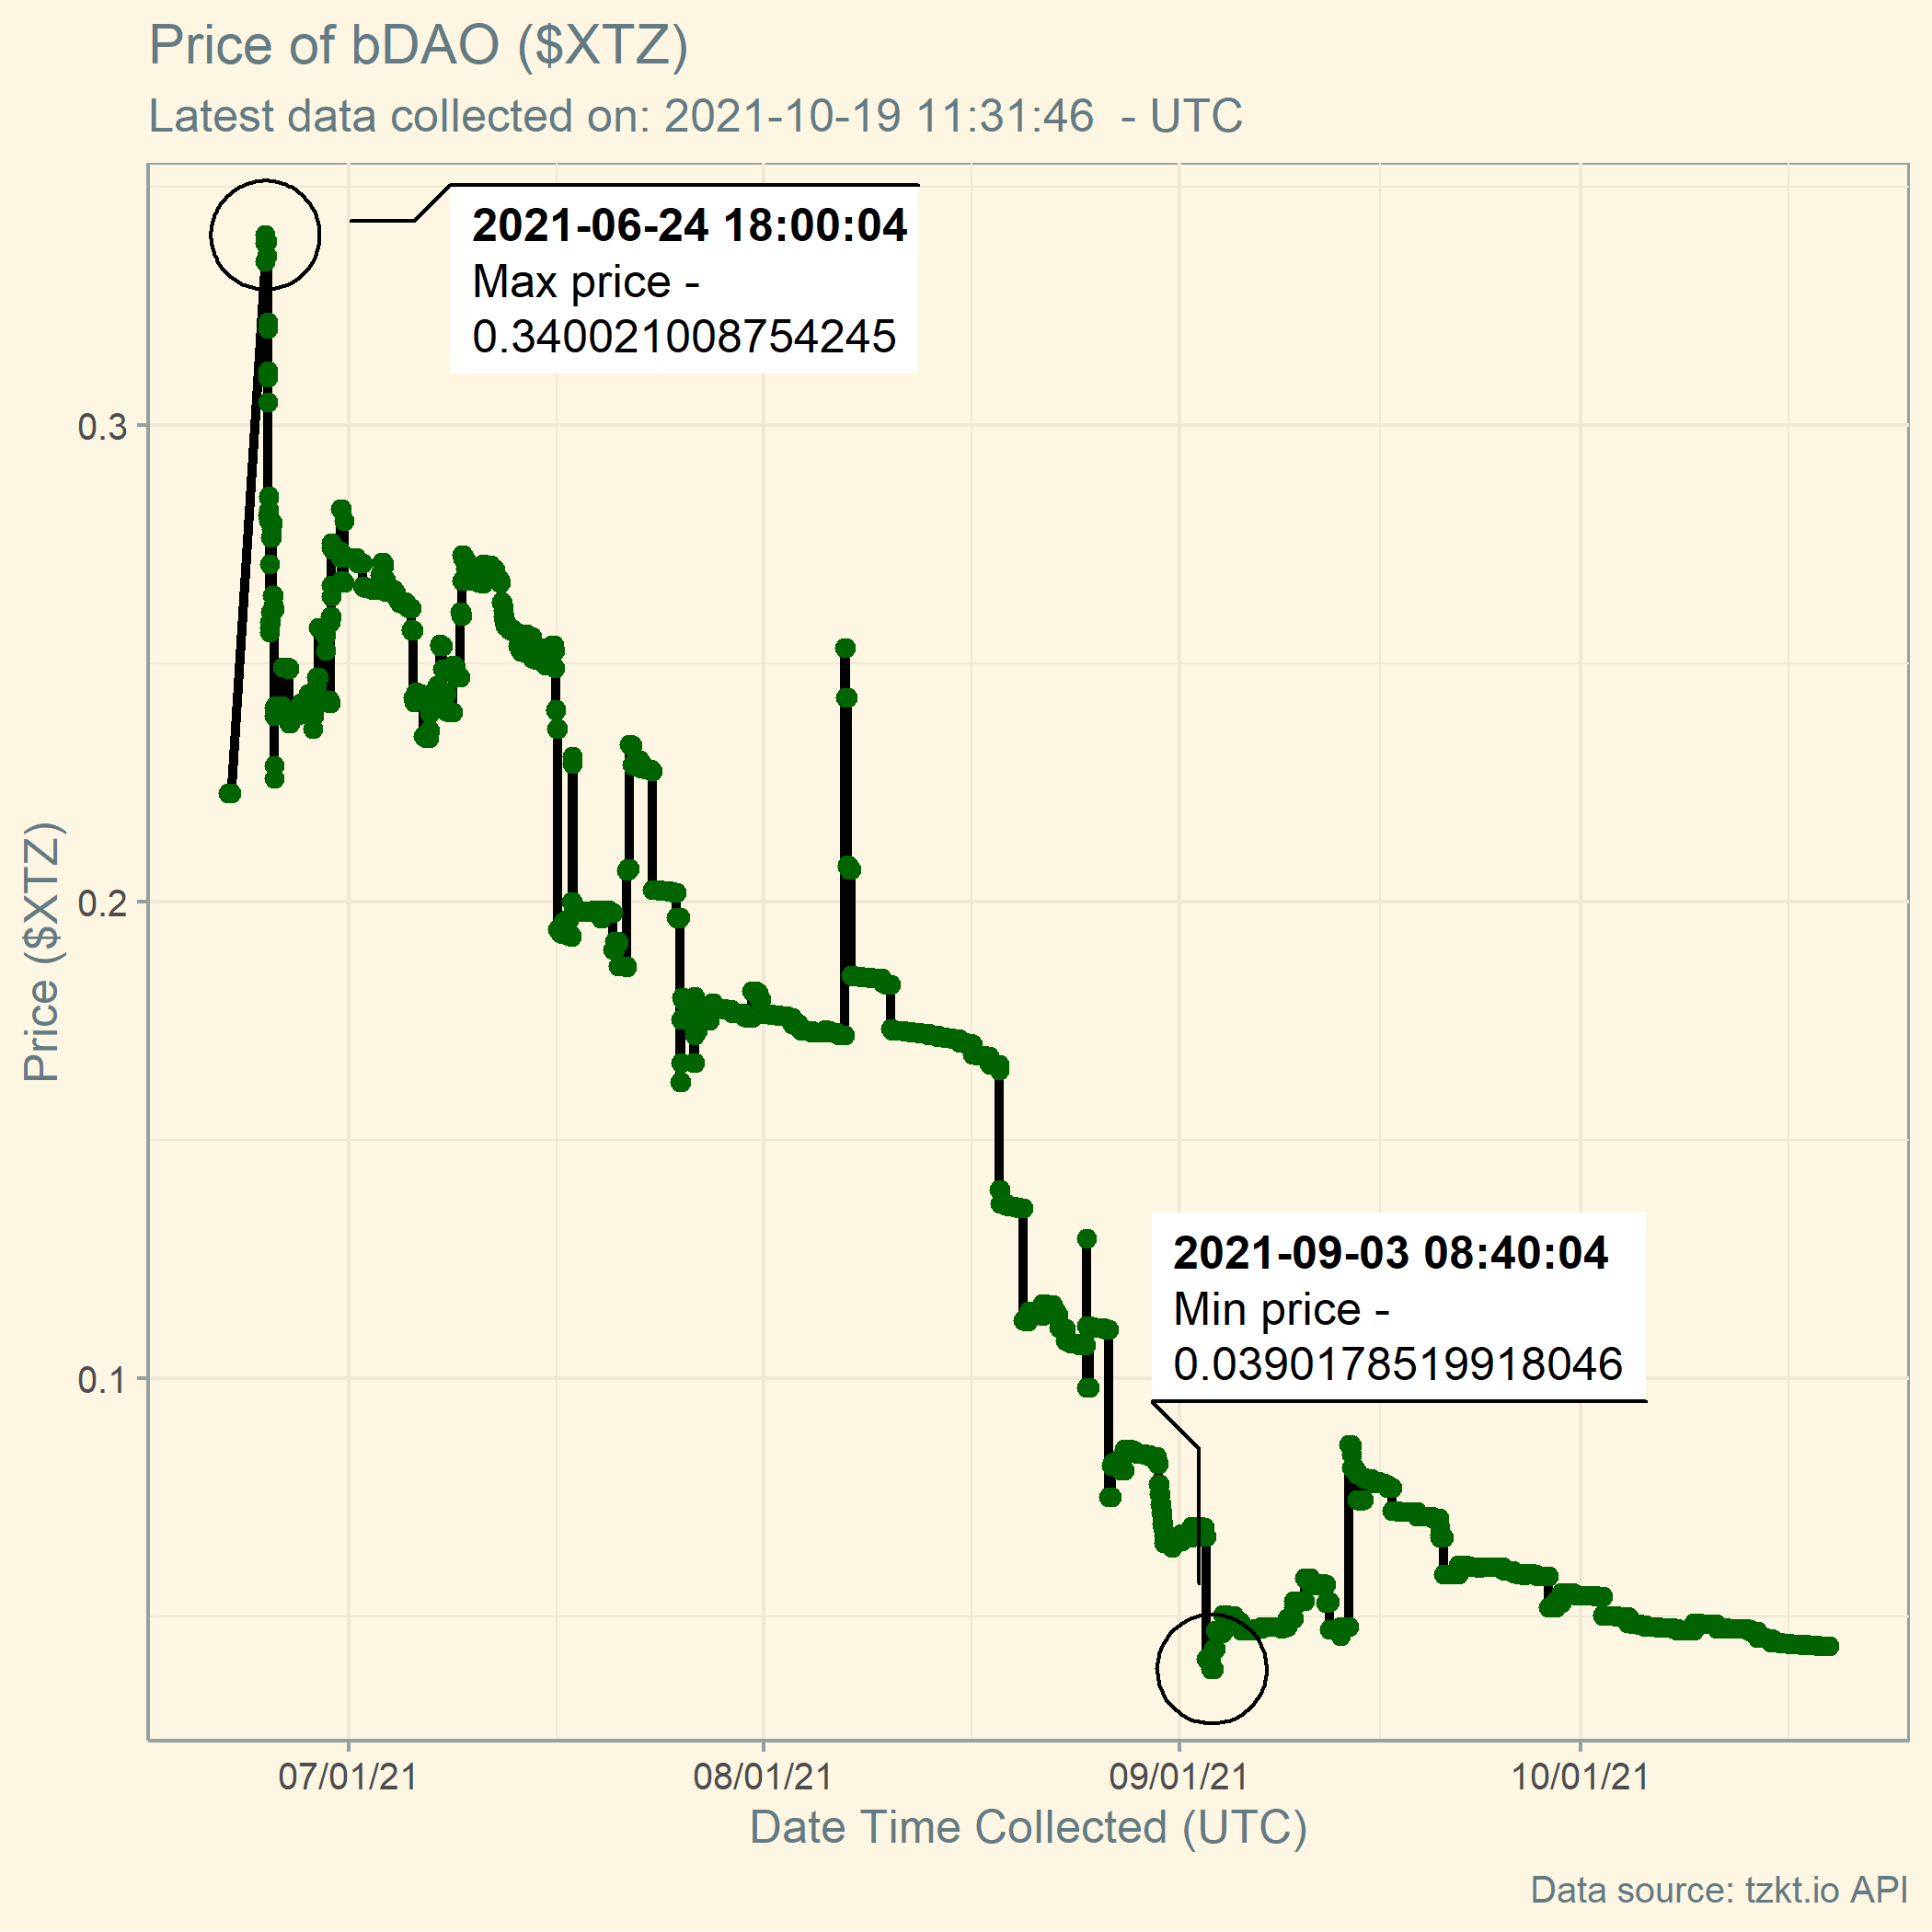 Price of bDAO ($XTZ)
Latest data collected on: 2021-10-19 11:31:46  - UTC
2021-06-24 18:00:04
Max price -
0.340021008754245
0.3
0.2
0.1
Price ($XTZ)
2021-09-03 08:40:04
Min price -
0.0390178519918046
07/01/21
08/01/21
09/01/21
10/01/21
Date Time Collected (UTC)
Data source: tzkt.io API